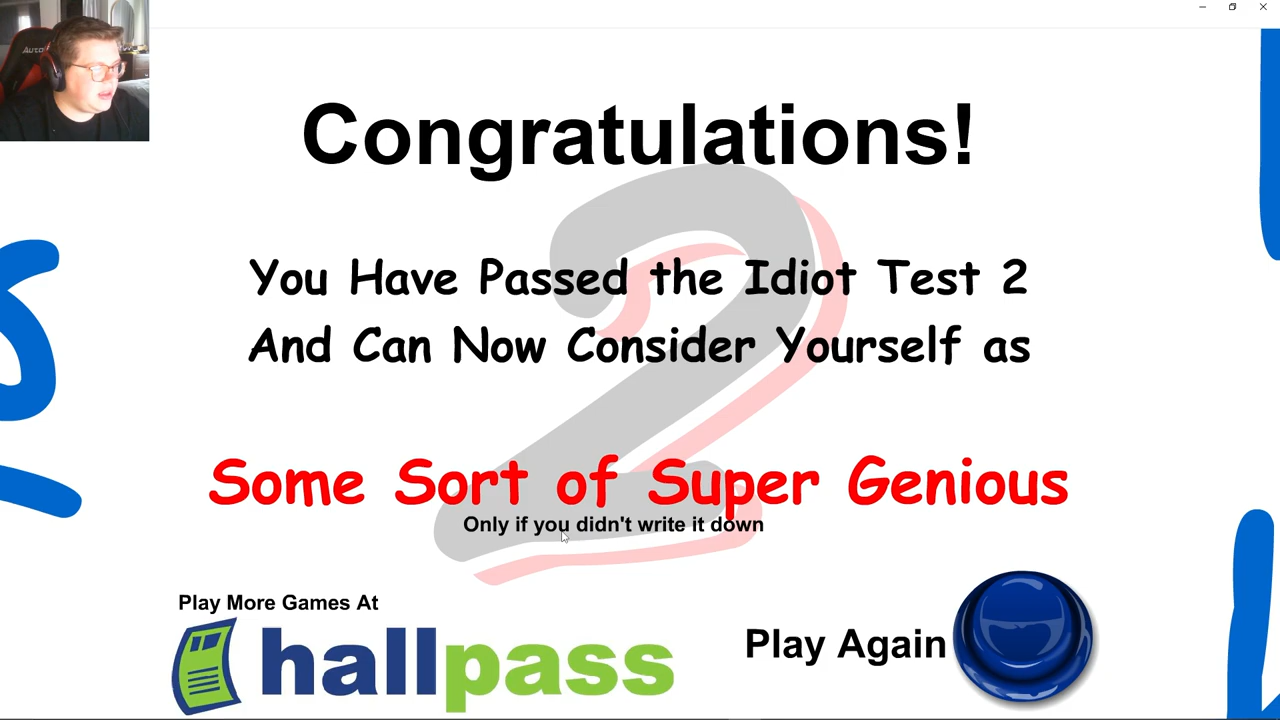 Congratulations!
You Have Passed the Idiot Test 2
And Can Now Consider Yourself as
Some Sort of Super Genious
Only if you didn't write it down
Play More Games At
hallpass
Play Again
2